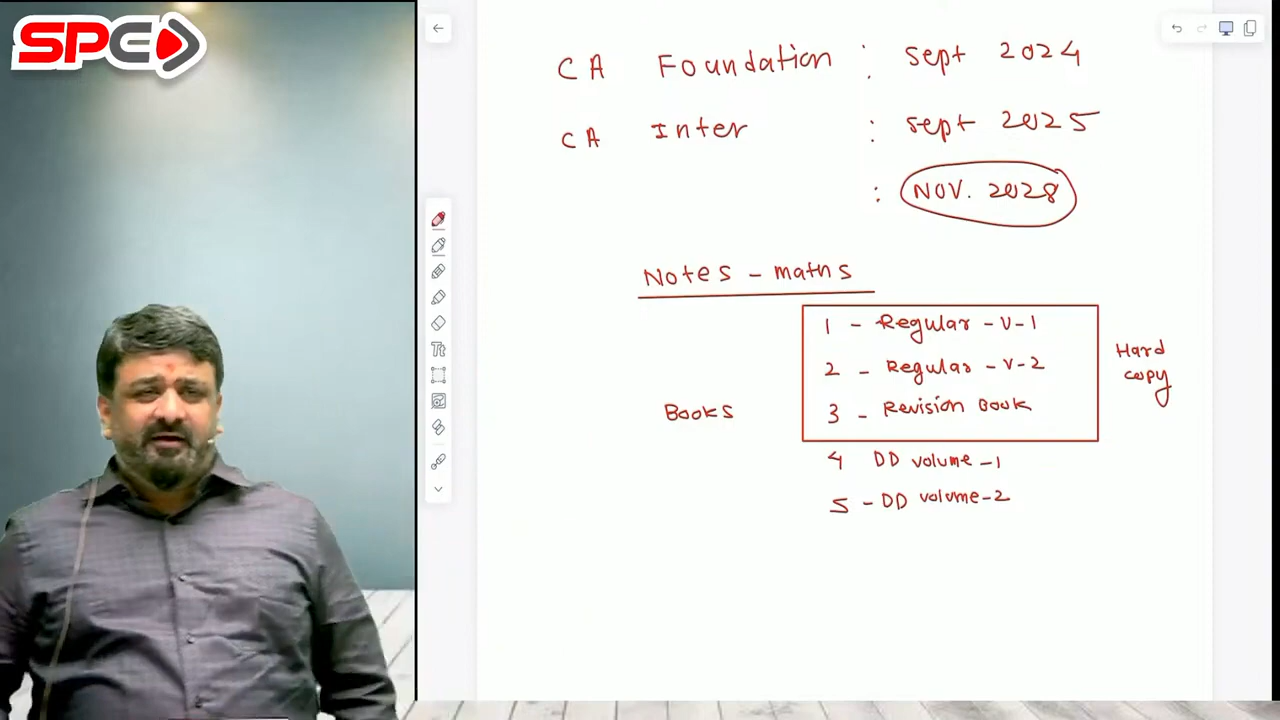 SPE
CA Foundation : Sept 2024
CA Inter : Sept 2025
: NOV. 2028
Notes - maths
1 - Regular - V-1
2 - Regular - V-2
3 - Revision Book
Hard copy
Books
4 DD volume -1
5 - DD volume-2
Tt